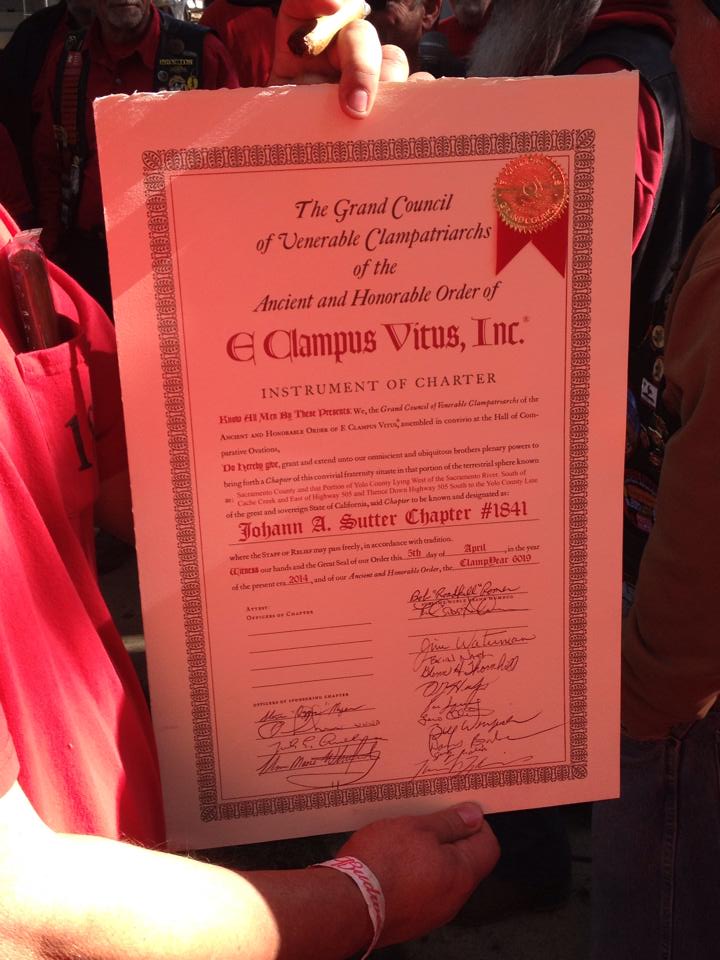 The Grand Council
of Venerable Clampatriarchs
of the
Ancient and Honorable Order of
E Clampus Vitus, Inc.®
INSTRUMENT OF CHARTER
Know All Men By These Presents: We, the Grand Council of Venerable Clampatriarchs of the
Ancient and Honorable Order of E Clampus Vitus,® assembled in convivio at the Hall of Com-
parative Ovations,
Do Hereby give, grant and extend unto our omniscient and ubiquitous brothers plenary powers to
bring forth a Chapter of this convivial fraternity situate in that portion of the terrestrial sphere known
as: Sacramento County and that Portion of Yolo County Lying West of the Sacramento River. South of
Cache Creek and East of Highway 505 and Thence Down Highway 505 South to the Yolo County Line
of the great and sovereign State of California, said Chapter to be known and designated as:
Johann A. Sutter Chapter #1841
where the Staff of Relief may pass freely, in accordance with tradition.
Witness our hands and the Great Seal of our Order this 5th day of April, in the year
of the present era 2014, and of our Ancient and Honorable Order, the ClampYear 6019
Attest:
Officers of Chapter
Officers of Sponsoring Chapter
Bob "Roadkill" Romer
Jim Waterman
Budw